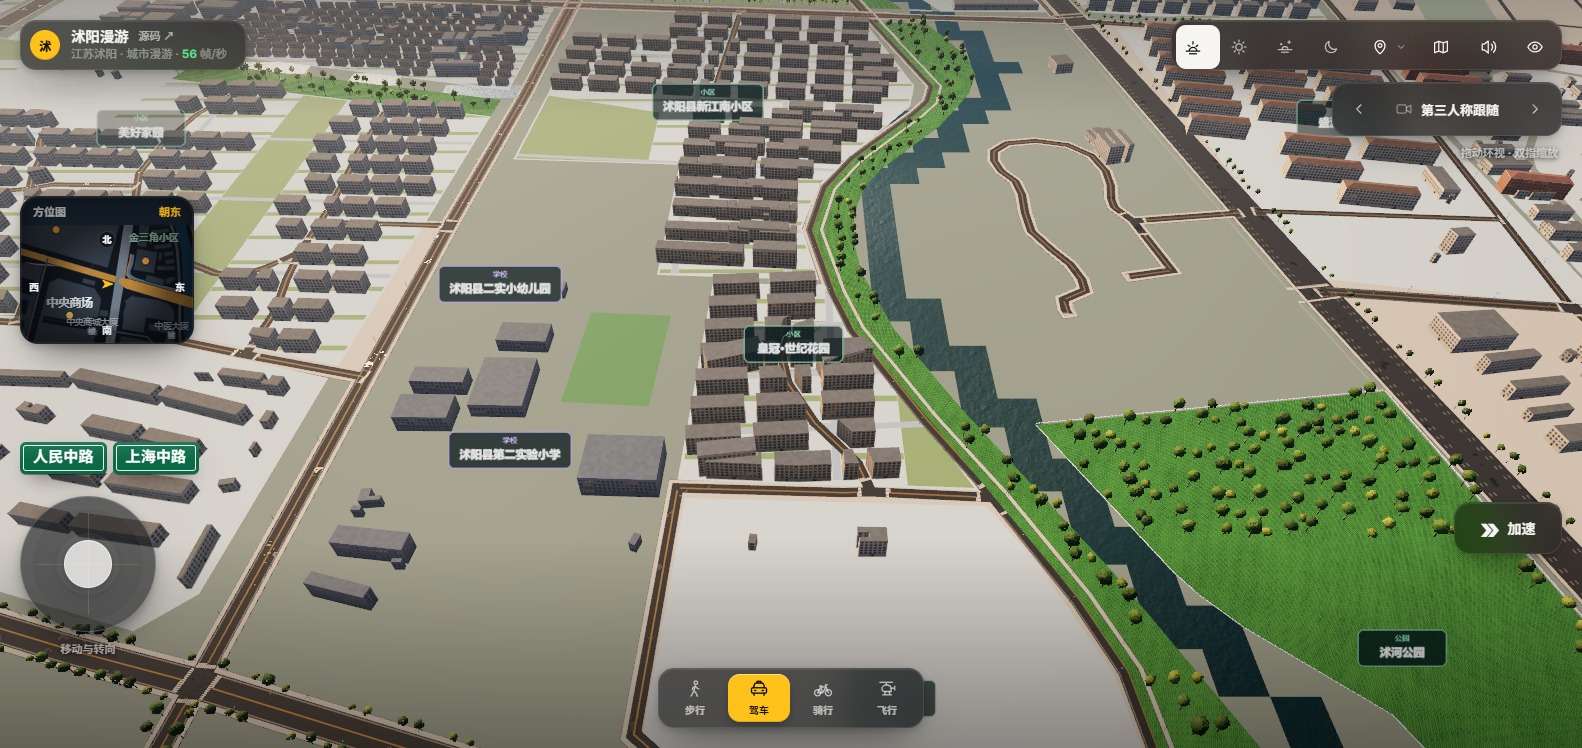 沭
沭阳漫游 源码 ↗
江苏沭阳 · 城市漫游 · 56 帧/秒
第三人称跟随
拖动环视 · 双指缩放
小区
沭阳县新江南小区
小区
美好家园
方位图 朝东
北
金三角小区
西
东
中央商场
中央商城大厦
南
学校
沭阳县二实小幼儿园
小区
皇冠·世纪花园
学校
沭阳县第二实验小学
人民中路 上海中路
移动与转向
加速
公园
沭河公园
步行 驾车 骑行 飞行